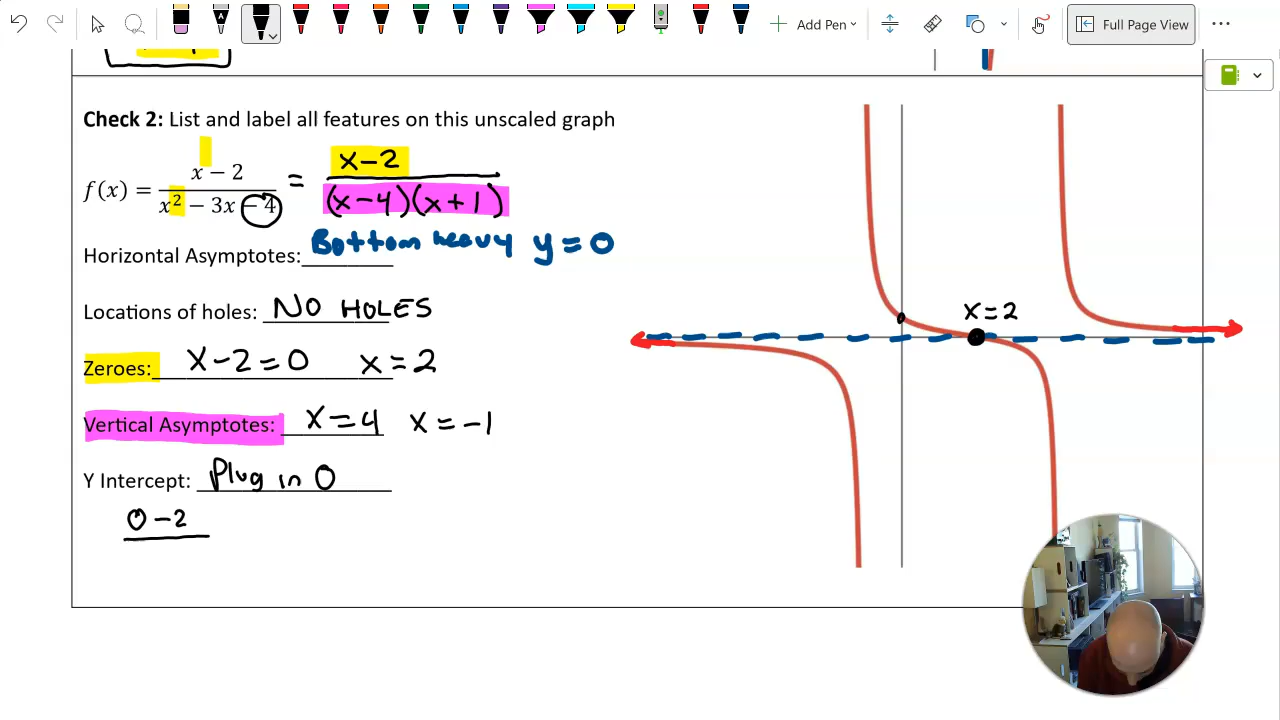 Add Pen
Full Page View
Check 2: List and label all features on this unscaled graph
f(x) = x − 2 / x² − 3x − 4 = x−2 / (x−4)(x+1)
Horizontal Asymptotes: Bottom heavy y = 0
Locations of holes: NO HOLES
Zeroes: x−2=0 x=2
Vertical Asymptotes: x=4 x=−1
Y Intercept: Plug in 0
0−2
x=2